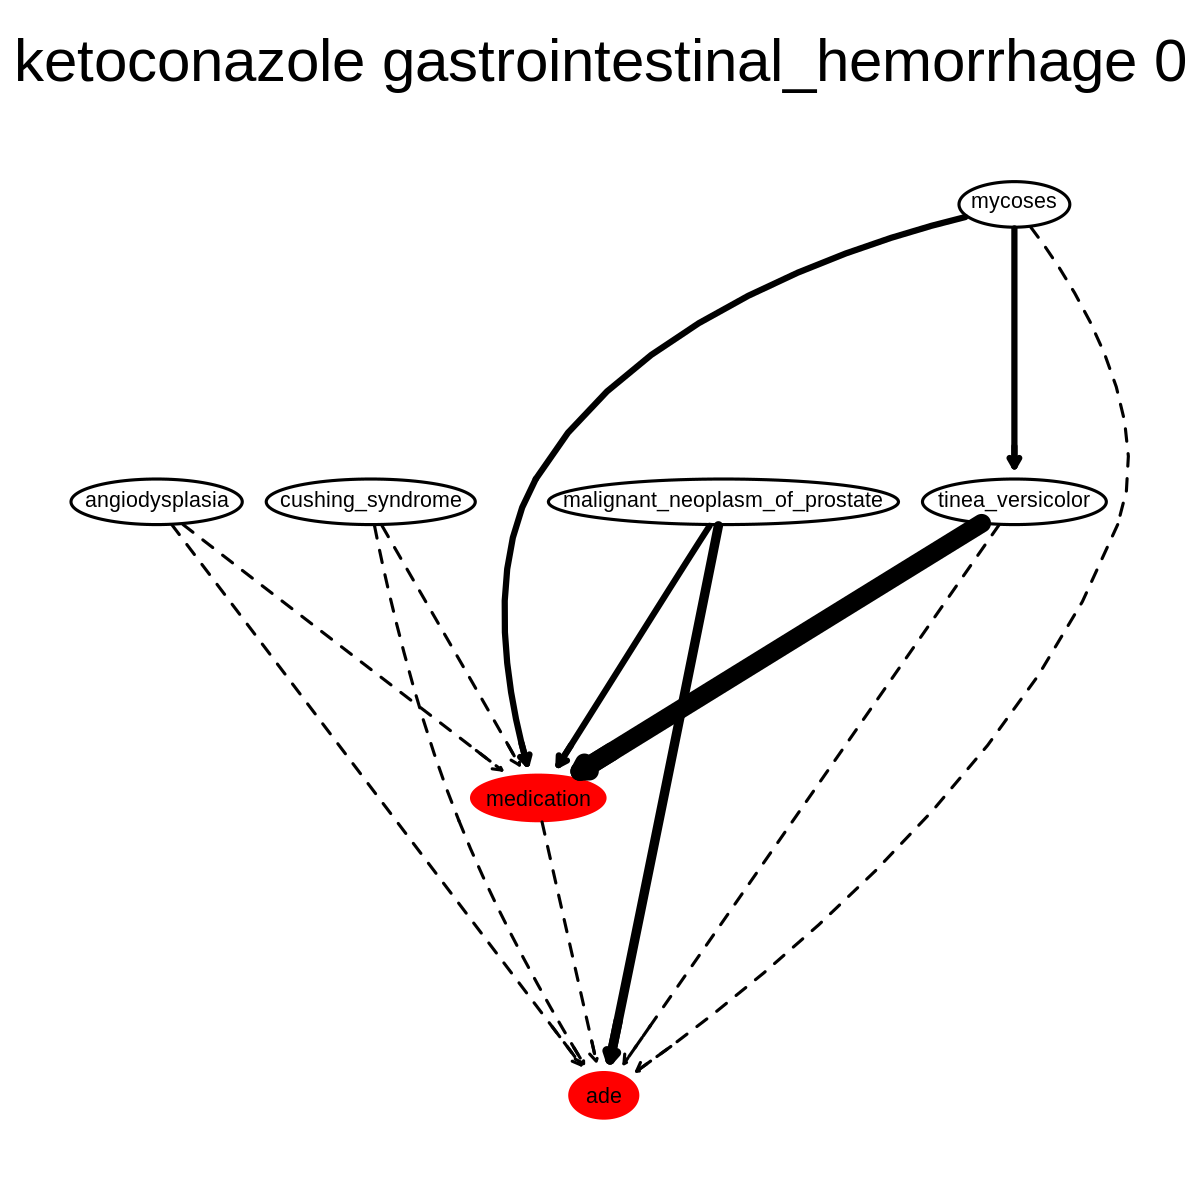 ketoconazole gastrointestinal_hemorrhage 0
mycoses
angiodysplasia cushing_syndrome malignant_neoplasm_of_prostate tinea_versicolor
medication
ade